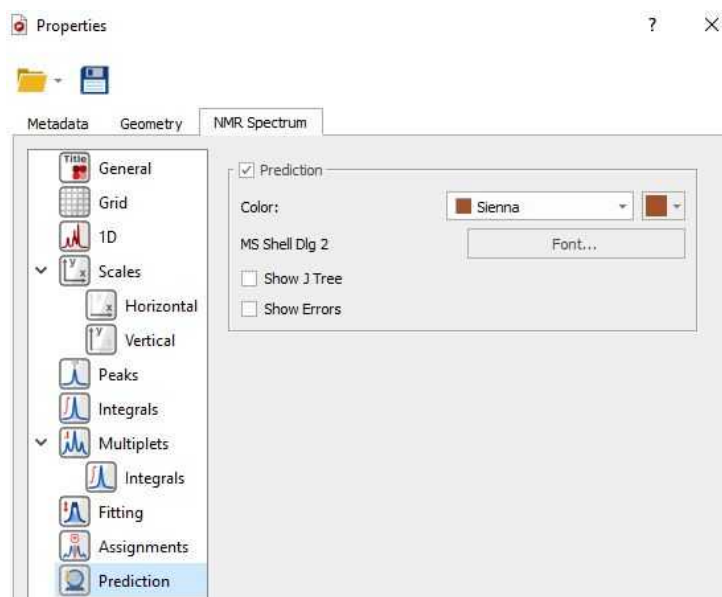 Properties
?
Metadata Geometry NMR Spectrum
Title
General
Grid
1D
y x
Scales
x
Horizontal
y
Vertical
Peaks
Integrals
Multiplets
Integrals
Fitting
Assignments
Prediction
Prediction
Color: Sienna
MS Shell Dlg 2 Font...
Show J Tree
Show Errors